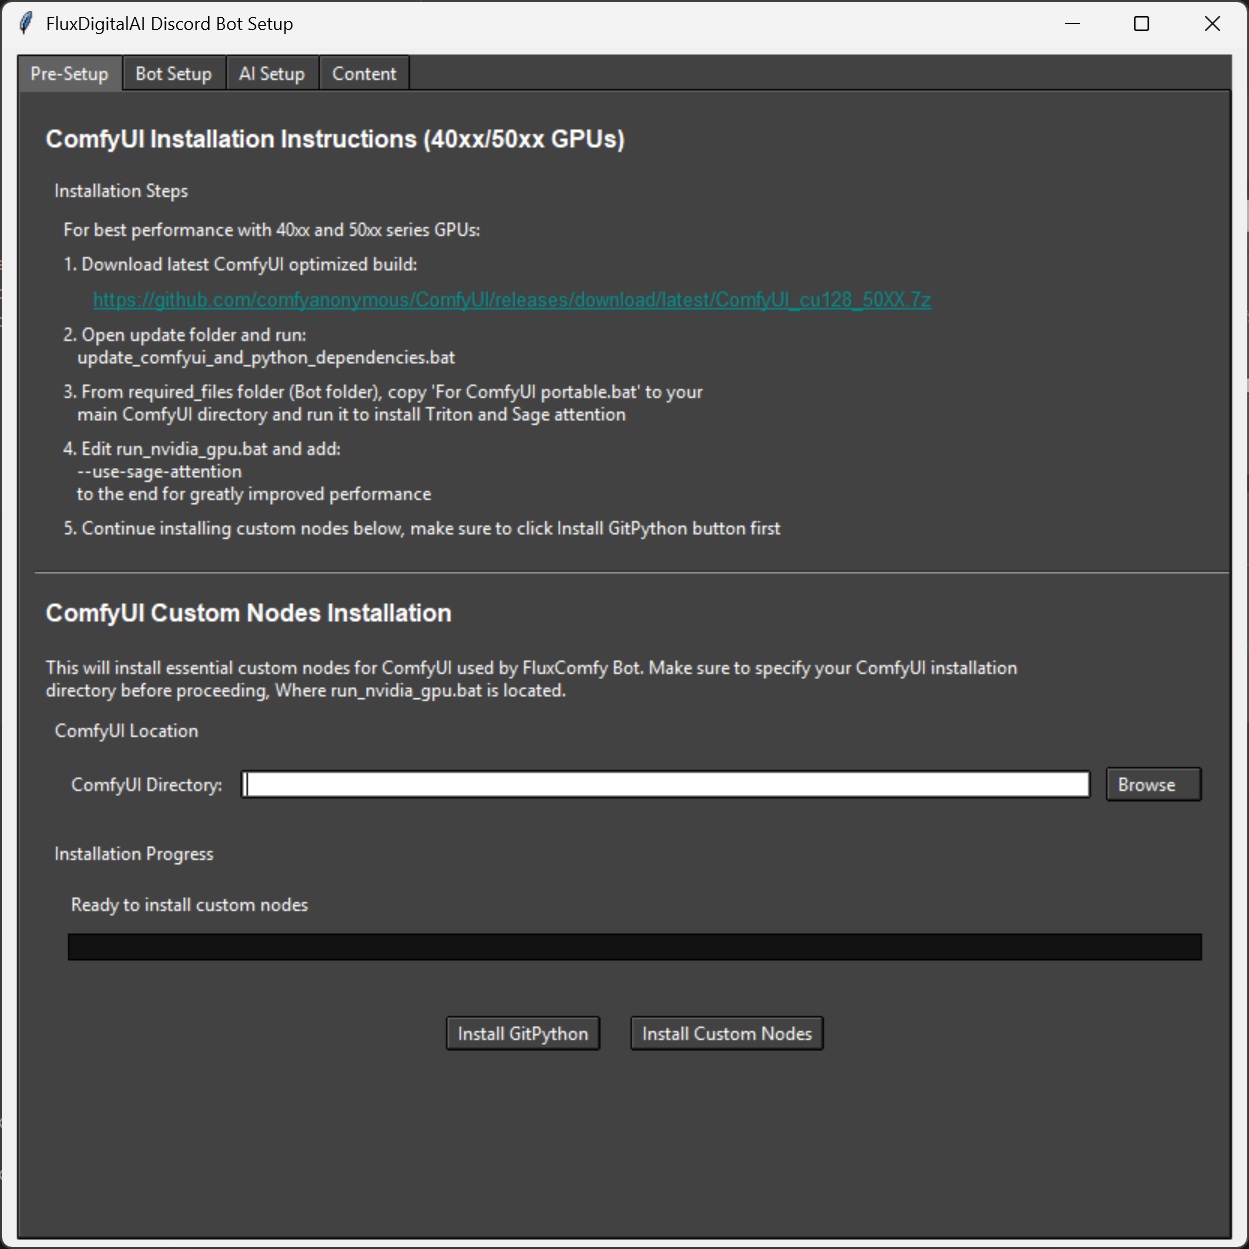 FluxDigitalAI Discord Bot Setup
Pre-Setup
Bot Setup
AI Setup
Content
ComfyUI Installation Instructions (40xx/50xx GPUs)
Installation Steps
For best performance with 40xx and 50xx series GPUs:
1. Download latest ComfyUI optimized build:
https://github.com/comfyanonymous/ComfyUI/releases/download/latest/ComfyUI_cu128_50XX.7z
2. Open update folder and run:
update_comfyui_and_python_dependencies.bat
3. From required_files folder (Bot folder), copy 'For ComfyUI portable.bat' to your
main ComfyUI directory and run it to install Triton and Sage attention
4. Edit run_nvidia_gpu.bat and add:
--use-sage-attention
to the end for greatly improved performance
5. Continue installing custom nodes below, make sure to click Install GitPython button first
ComfyUI Custom Nodes Installation
This will install essential custom nodes for ComfyUI used by FluxComfy Bot. Make sure to specify your ComfyUI installation
directory before proceeding, Where run_nvidia_gpu.bat is located.
ComfyUI Location
ComfyUI Directory:
Browse
Installation Progress
Ready to install custom nodes
Install GitPython
Install Custom Nodes